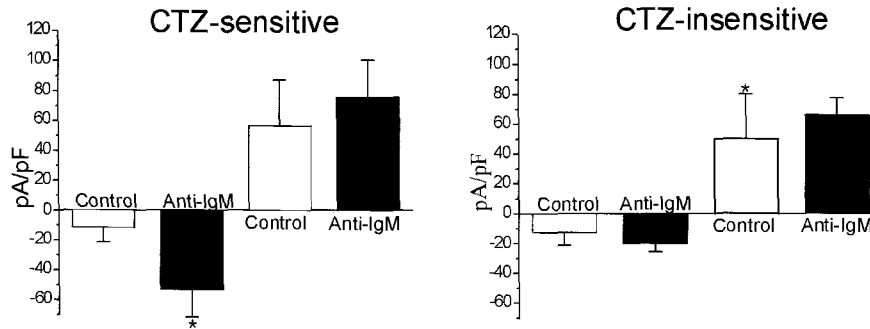 CTZ-sensitive
120
100
80
60
40
20
0
-20
-40
-60
pA/pF
Control
Anti-IgM
Control
Anti-IgM
*
CTZ-insensitive
120
100
80
60
40
20
0
-20
-40
-60
pA/pF
*
Control
Anti-IgM
Control
Anti-IgM